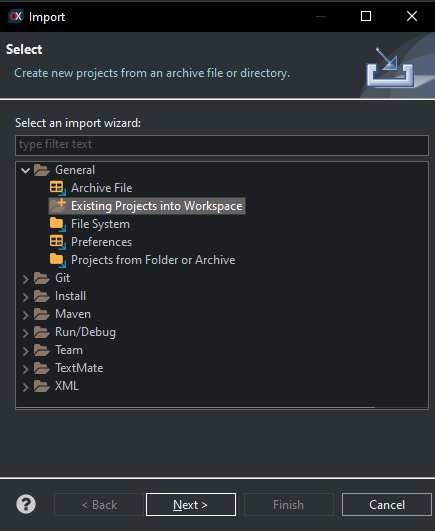 CX Import
Select
Create new projects from an archive file or directory.
Select an import wizard:
type filter text
General
Archive File
Existing Projects into Workspace
File System
Preferences
Projects from Folder or Archive
Git
Install
Maven
Run/Debug
Team
TextMate
XML
? < Back Next > Finish Cancel